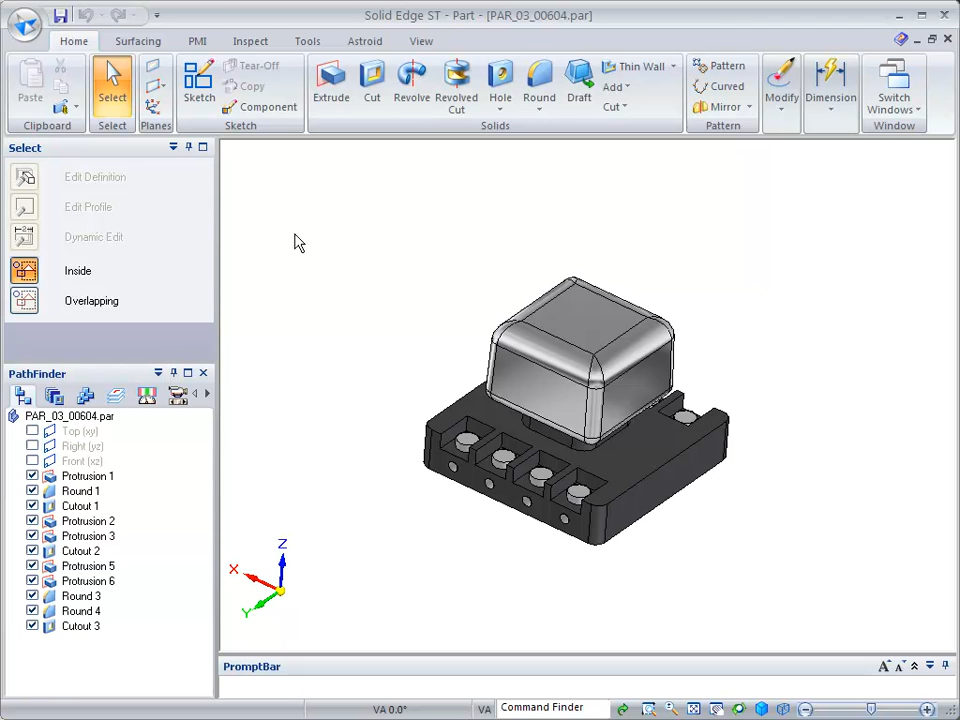 Solid Edge ST - Part - [PAR_03_00604.par]
Home Surfacing PMI Inspect Tools Astroid View
Paste
Clipboard
Select
Select
Planes
Sketch
Tear-Off
Copy
Component
Sketch
Extrude
Cut
Revolve
Revolved
Cut
Hole
Round
Draft
Thin Wall
Add
Cut
Solids
Pattern
Curved
Mirror
Pattern
Modify
Dimension
Switch
Windows
Window
Select
Edit Definition
Edit Profile
Dynamic Edit
Inside
Overlapping
PathFinder
PAR_03_00604.par
Top (xy)
Right (yz)
Front (xz)
Protrusion 1
Round 1
Cutout 1
Protrusion 2
Protrusion 3
Cutout 2
Protrusion 5
Protrusion 6
Round 3
Round 4
Cutout 3
Z
X
Y
PromptBar
A A
VA 0.0°
VA
Command Finder